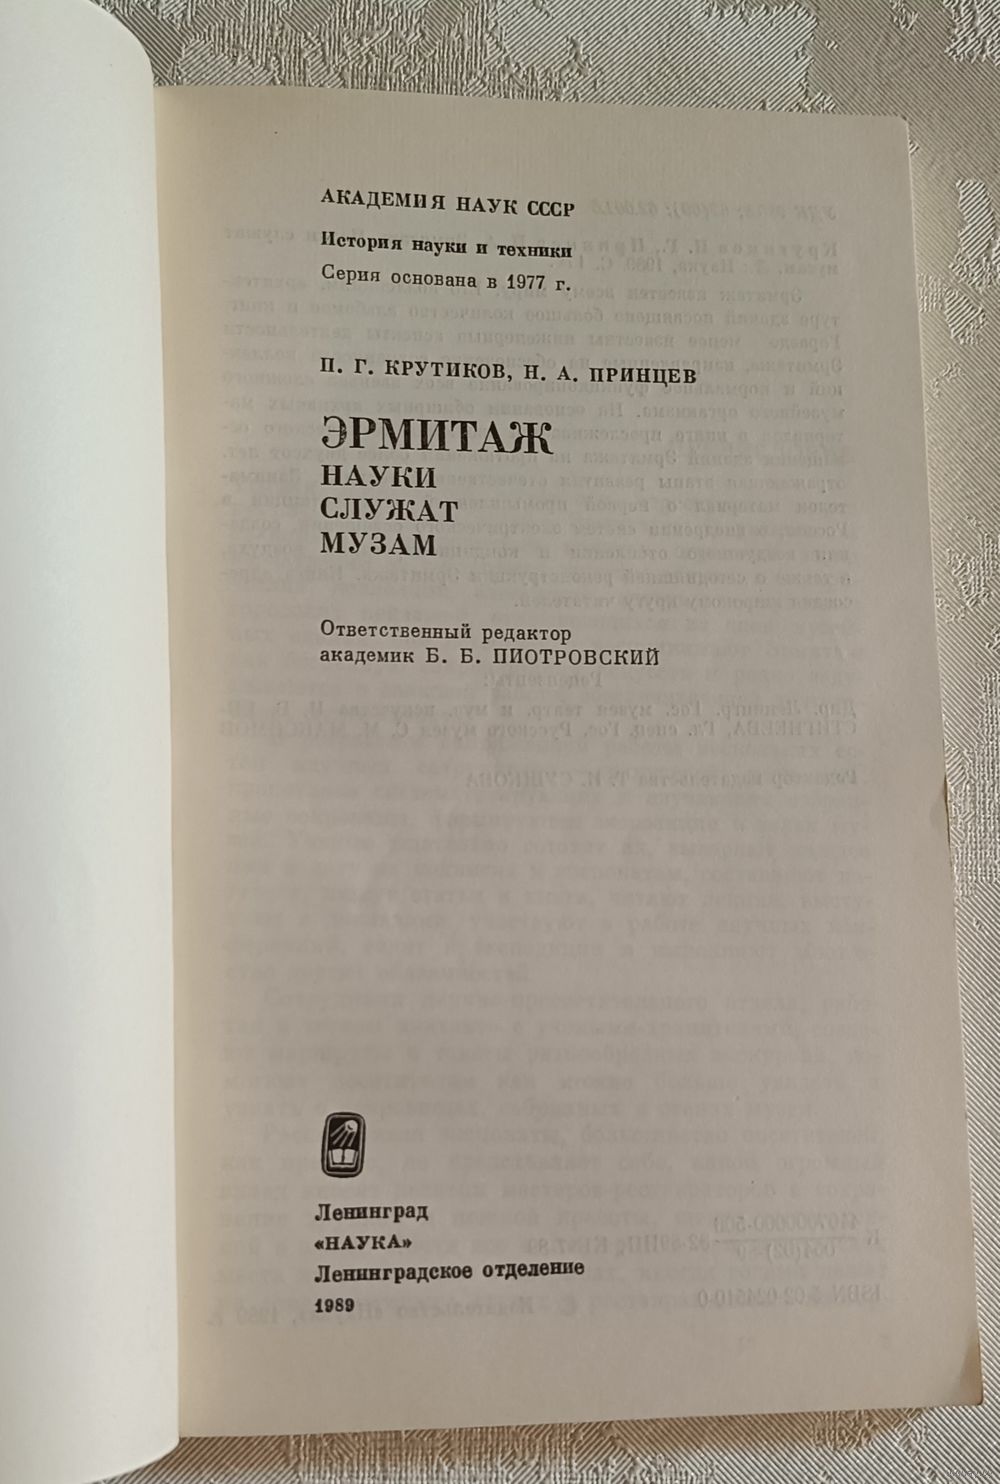 АКАДЕМИЯ НАУК СССР
История науки и техники
Серия основана в 1977 г.
П. Г. КРУТИКОВ, Н. А. ПРИНЦЕВ
ЭРМИТАЖ
НАУКИ
СЛУЖАТ
МУЗАМ
Ответственный редактор
академик Б. Б. ПИОТРОВСКИЙ
Ленинград
«НАУКА»
Ленинградское отделение
1989